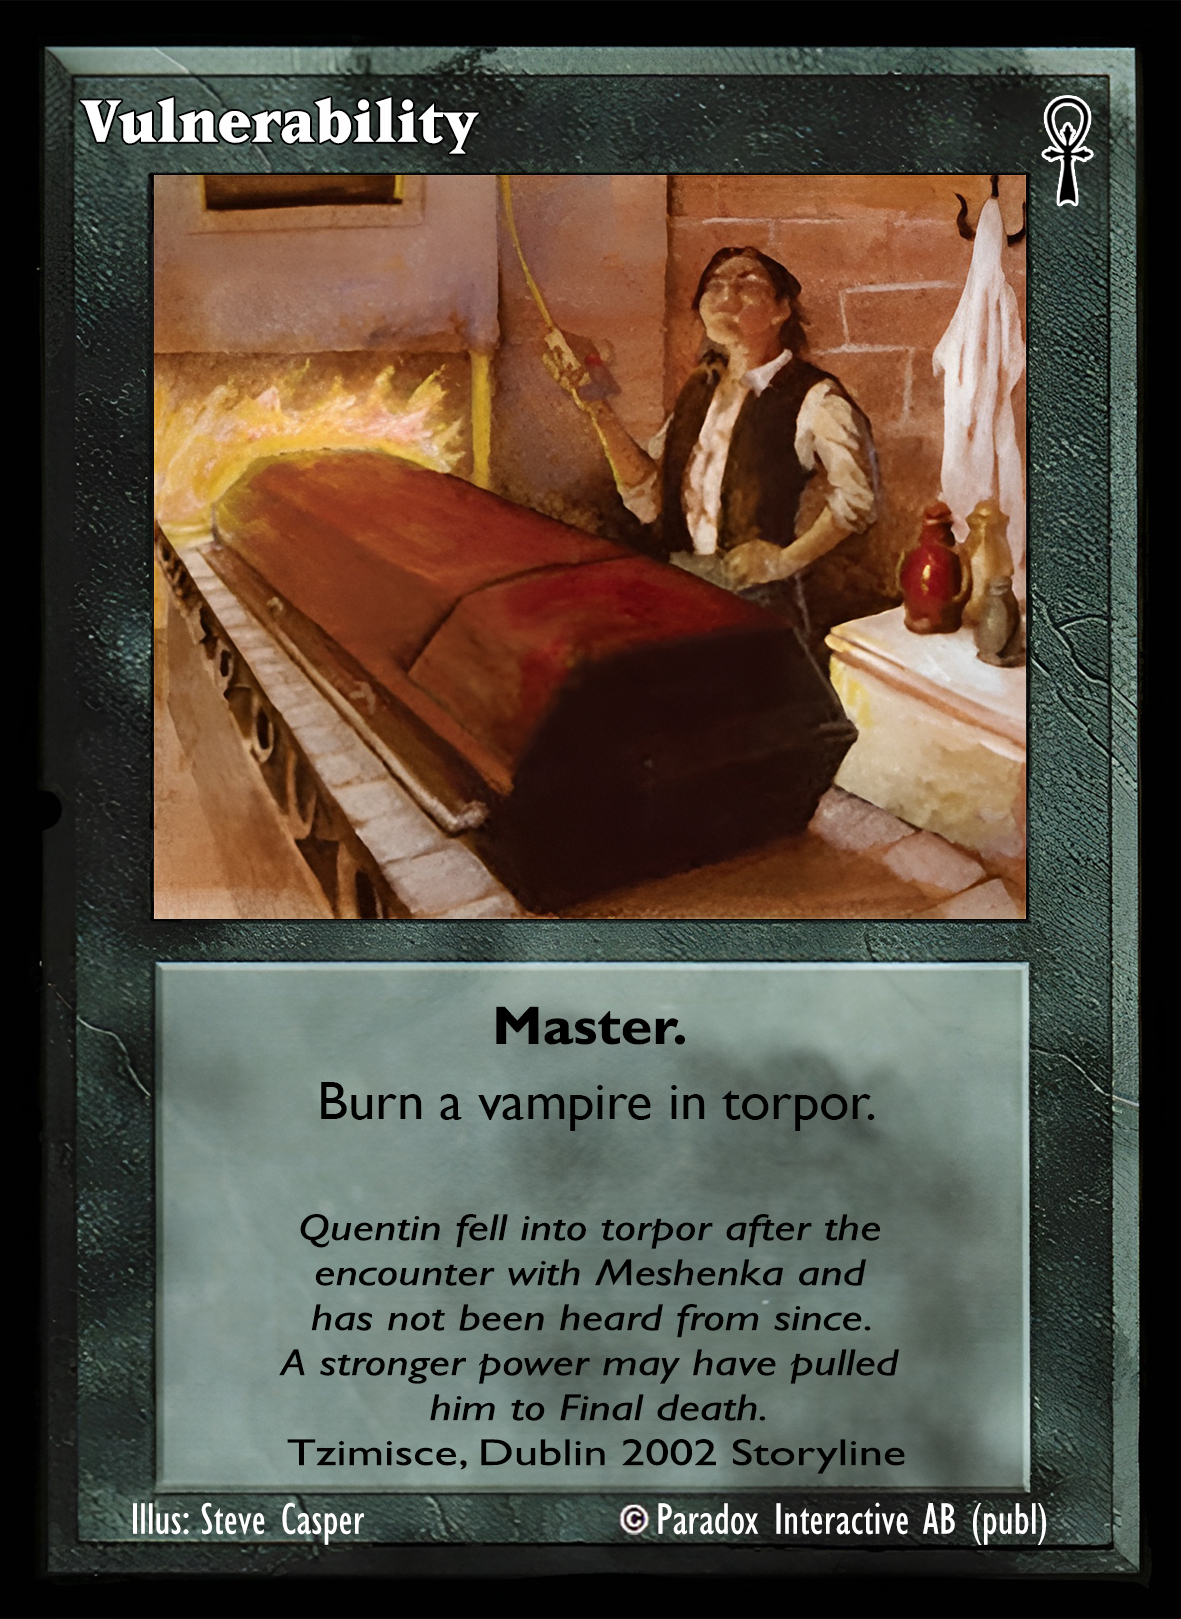 Vulnerability
Master.
Burn a vampire in torpor.
Quentin fell into torpor after the
encounter with Meshenka and
has not been heard from since.
A stronger power may have pulled
him to Final death.
Tzimisce, Dublin 2002 Storyline
Illus: Steve Casper
© Paradox Interactive AB (publ)